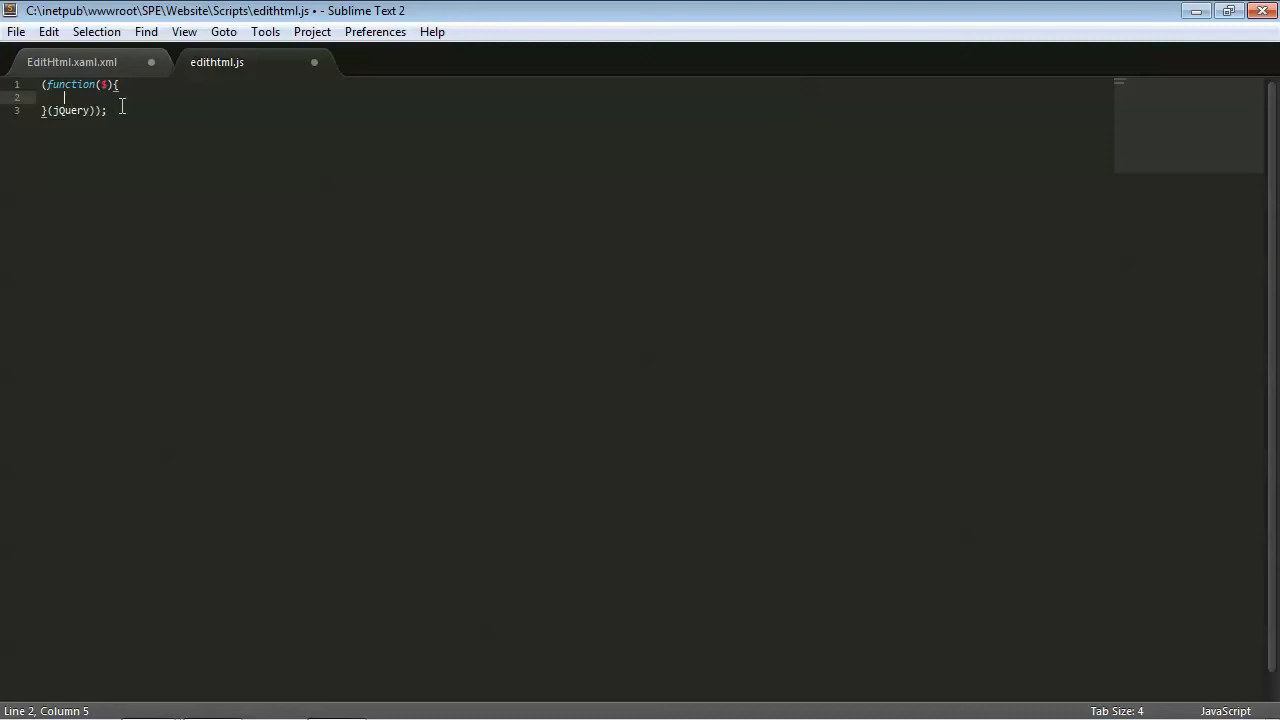 C:\inetpub\wwwroot\SPE\Website\Scripts\edithtml.js • - Sublime Text 2
File Edit Selection Find View Goto Tools Project Preferences Help
EditHtml.xaml.xml edithtml.js
1 (function($){
2
3 }(jQuery));
Line 2, Column 5 Tab Size: 4 JavaScript